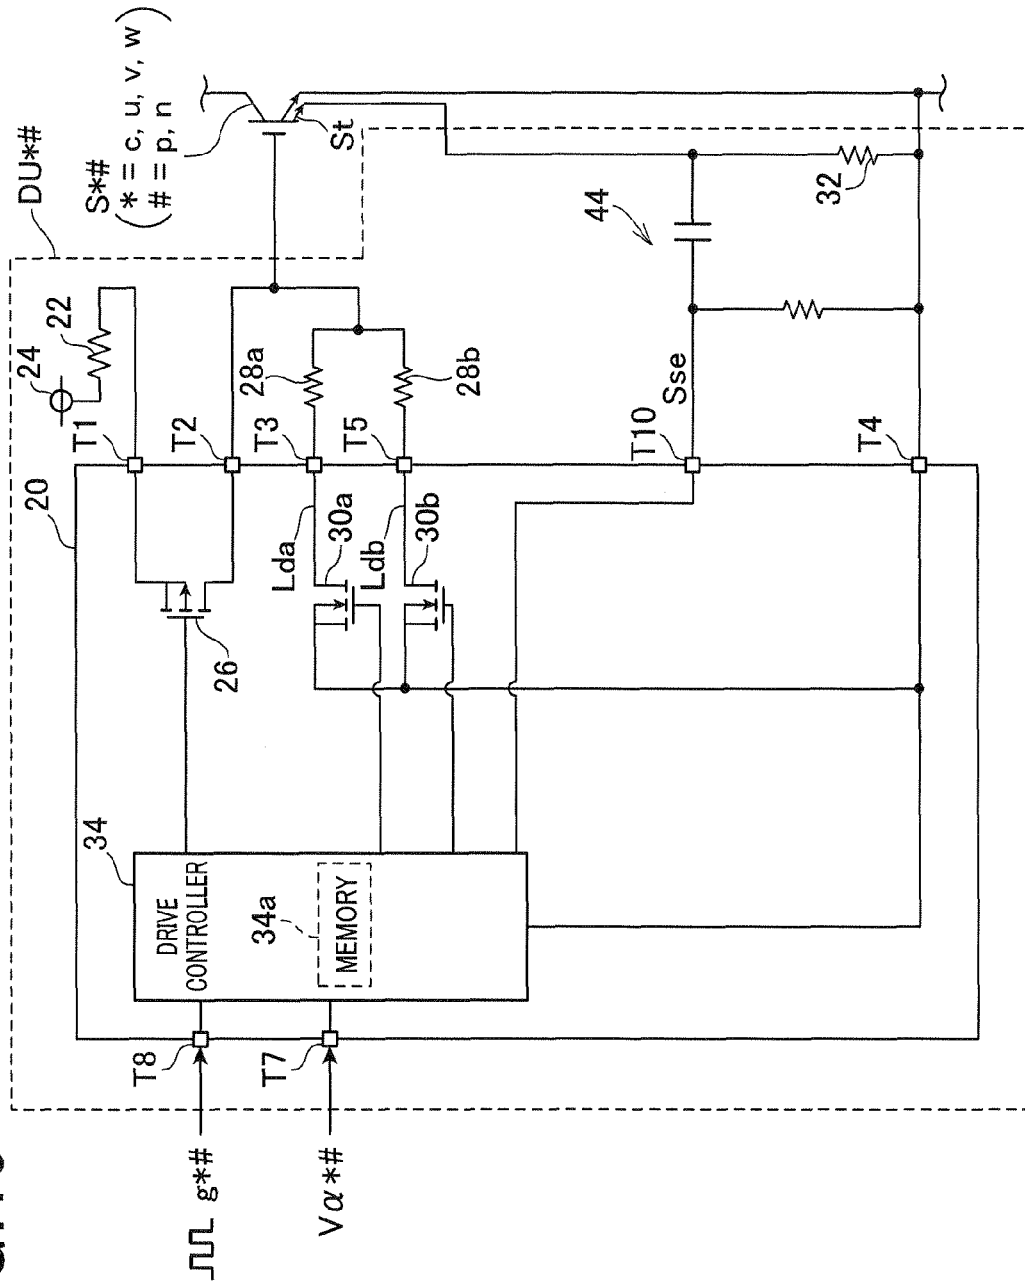 DU*#
S*#
(* = c, u, v, w)
(# = p, n)
St
24
22
28a
28b
44
32
Sse
T1
T2
T3
T5
T10
T4
20
Lda
30a
Ldb
30b
26
34
DRIVE
CONTROLLER
34a
MEMORY
T8
T7
g*#
Vα*#